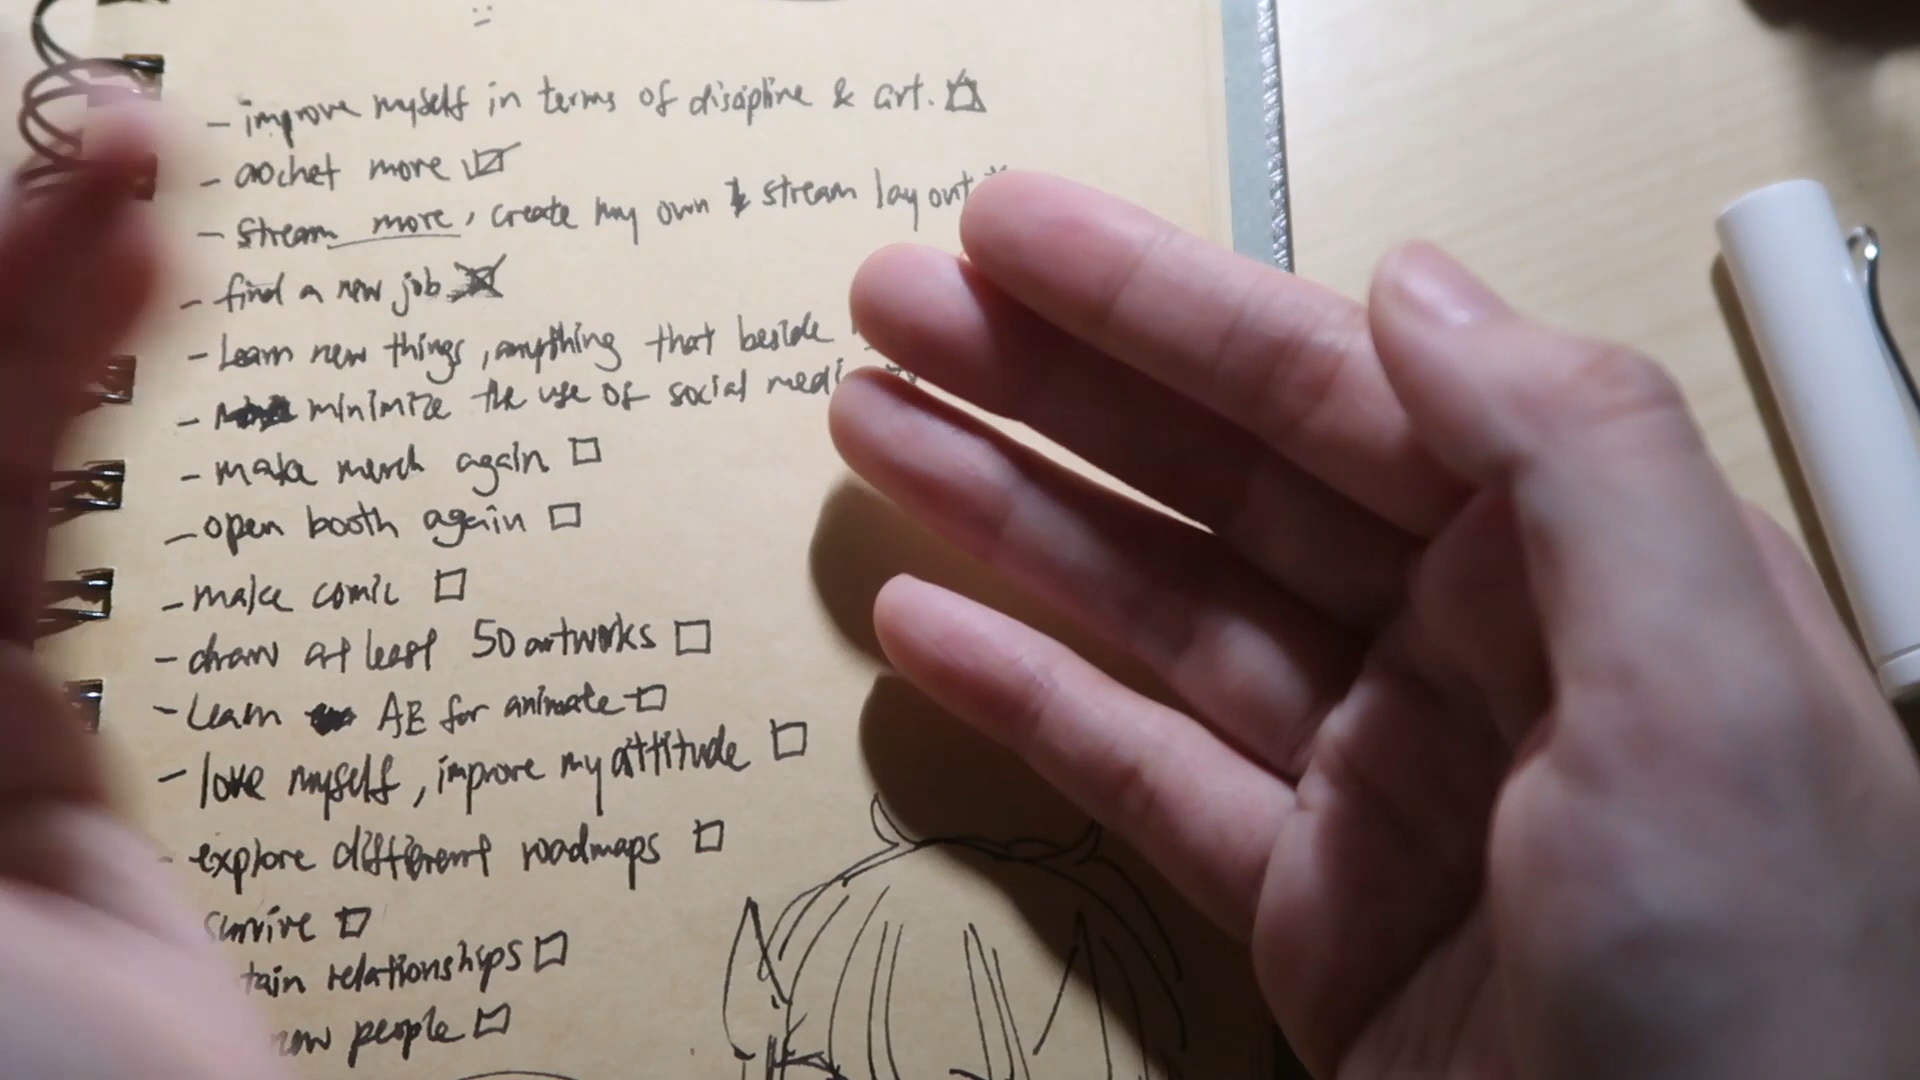 - improve myself in terms of discipline & art.
- crochet more
- stream more, create my own stream layout
- find a new job
- Learn new things, anything that beside
- minimize the use of social medi
- make merch again
- open booth again
- make comic
- draw at least 50 artworks
- Learn AE for animate
- love myself, improve my attitude
- explore different roadmaps
survive
tain relationships
new people